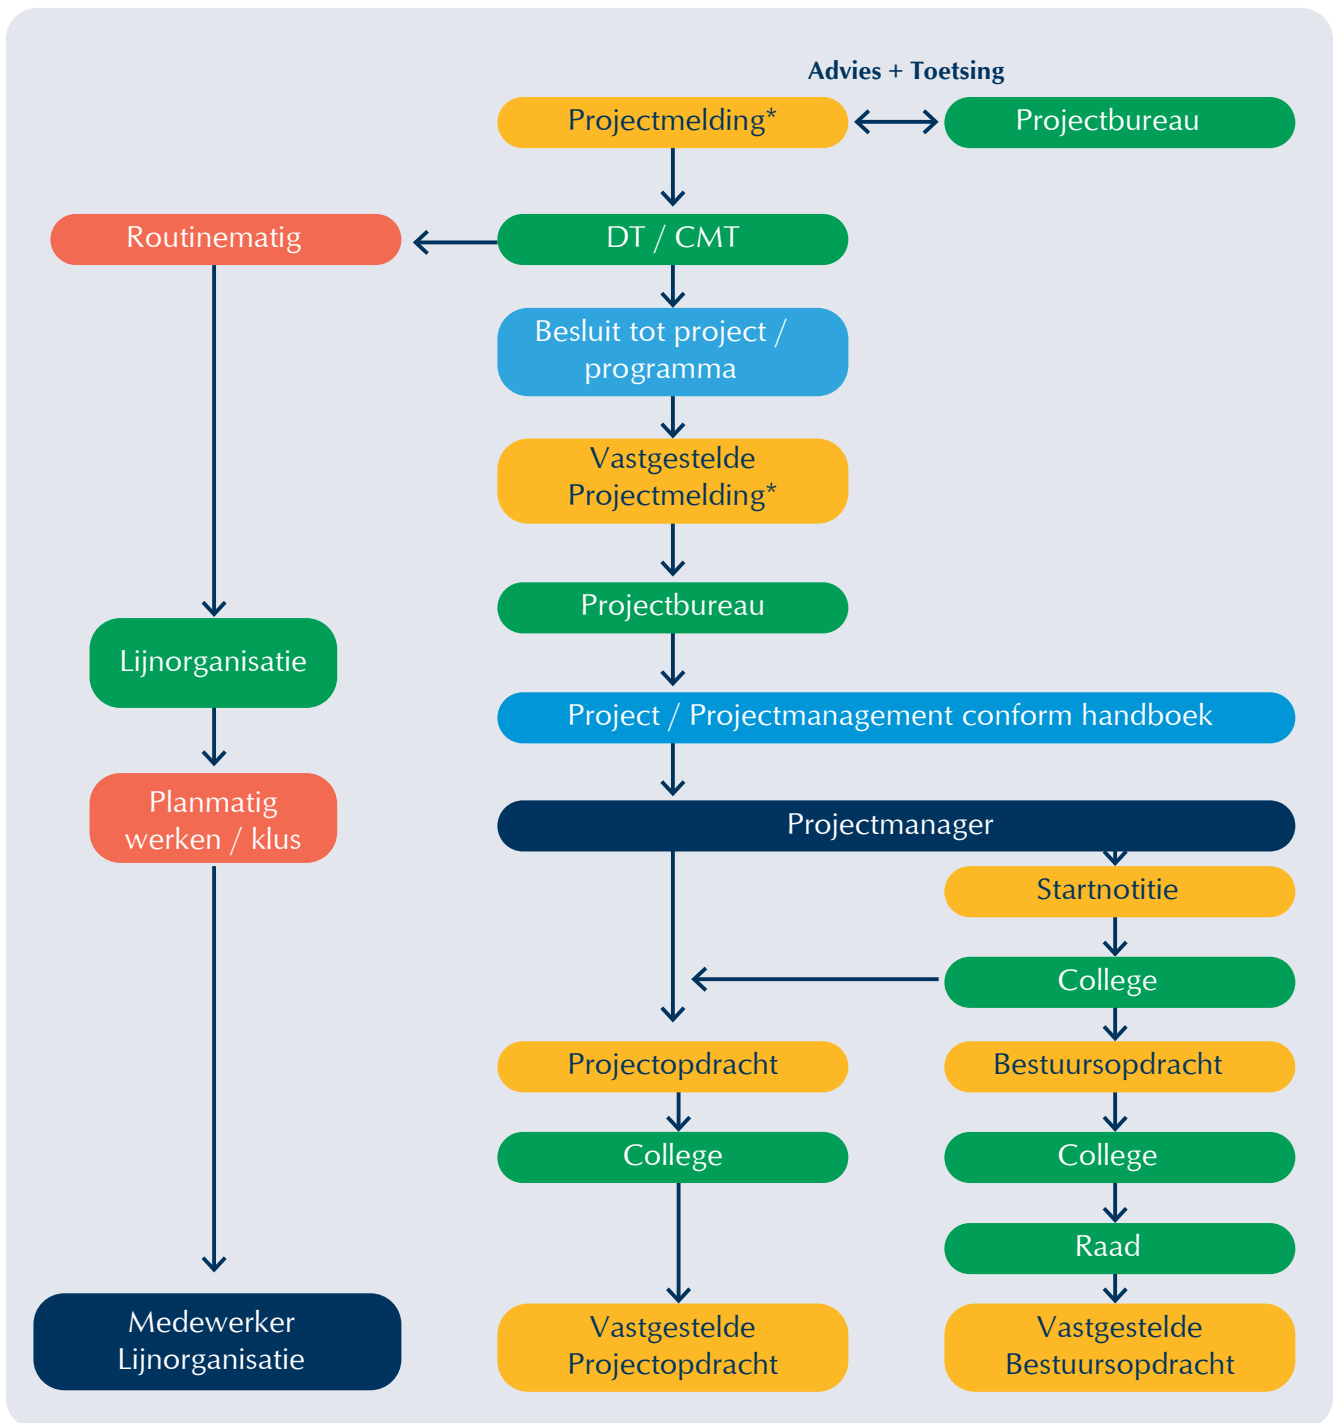 Advies + Toetsing
Projectmelding*
Projectbureau
Routinematig
DT / CMT
Besluit tot project /
programma
Vastgestelde
Projectmelding*
Projectbureau
Lijnorganisatie
Project / Projectmanagement conform handboek
Planmatig
werken / klus
Projectmanager
Startnotitie
College
Projectopdracht
Bestuursopdracht
College
College
Raad
Medewerker
Lijnorganisatie
Vastgestelde
Projectopdracht
Vastgestelde
Bestuursopdracht